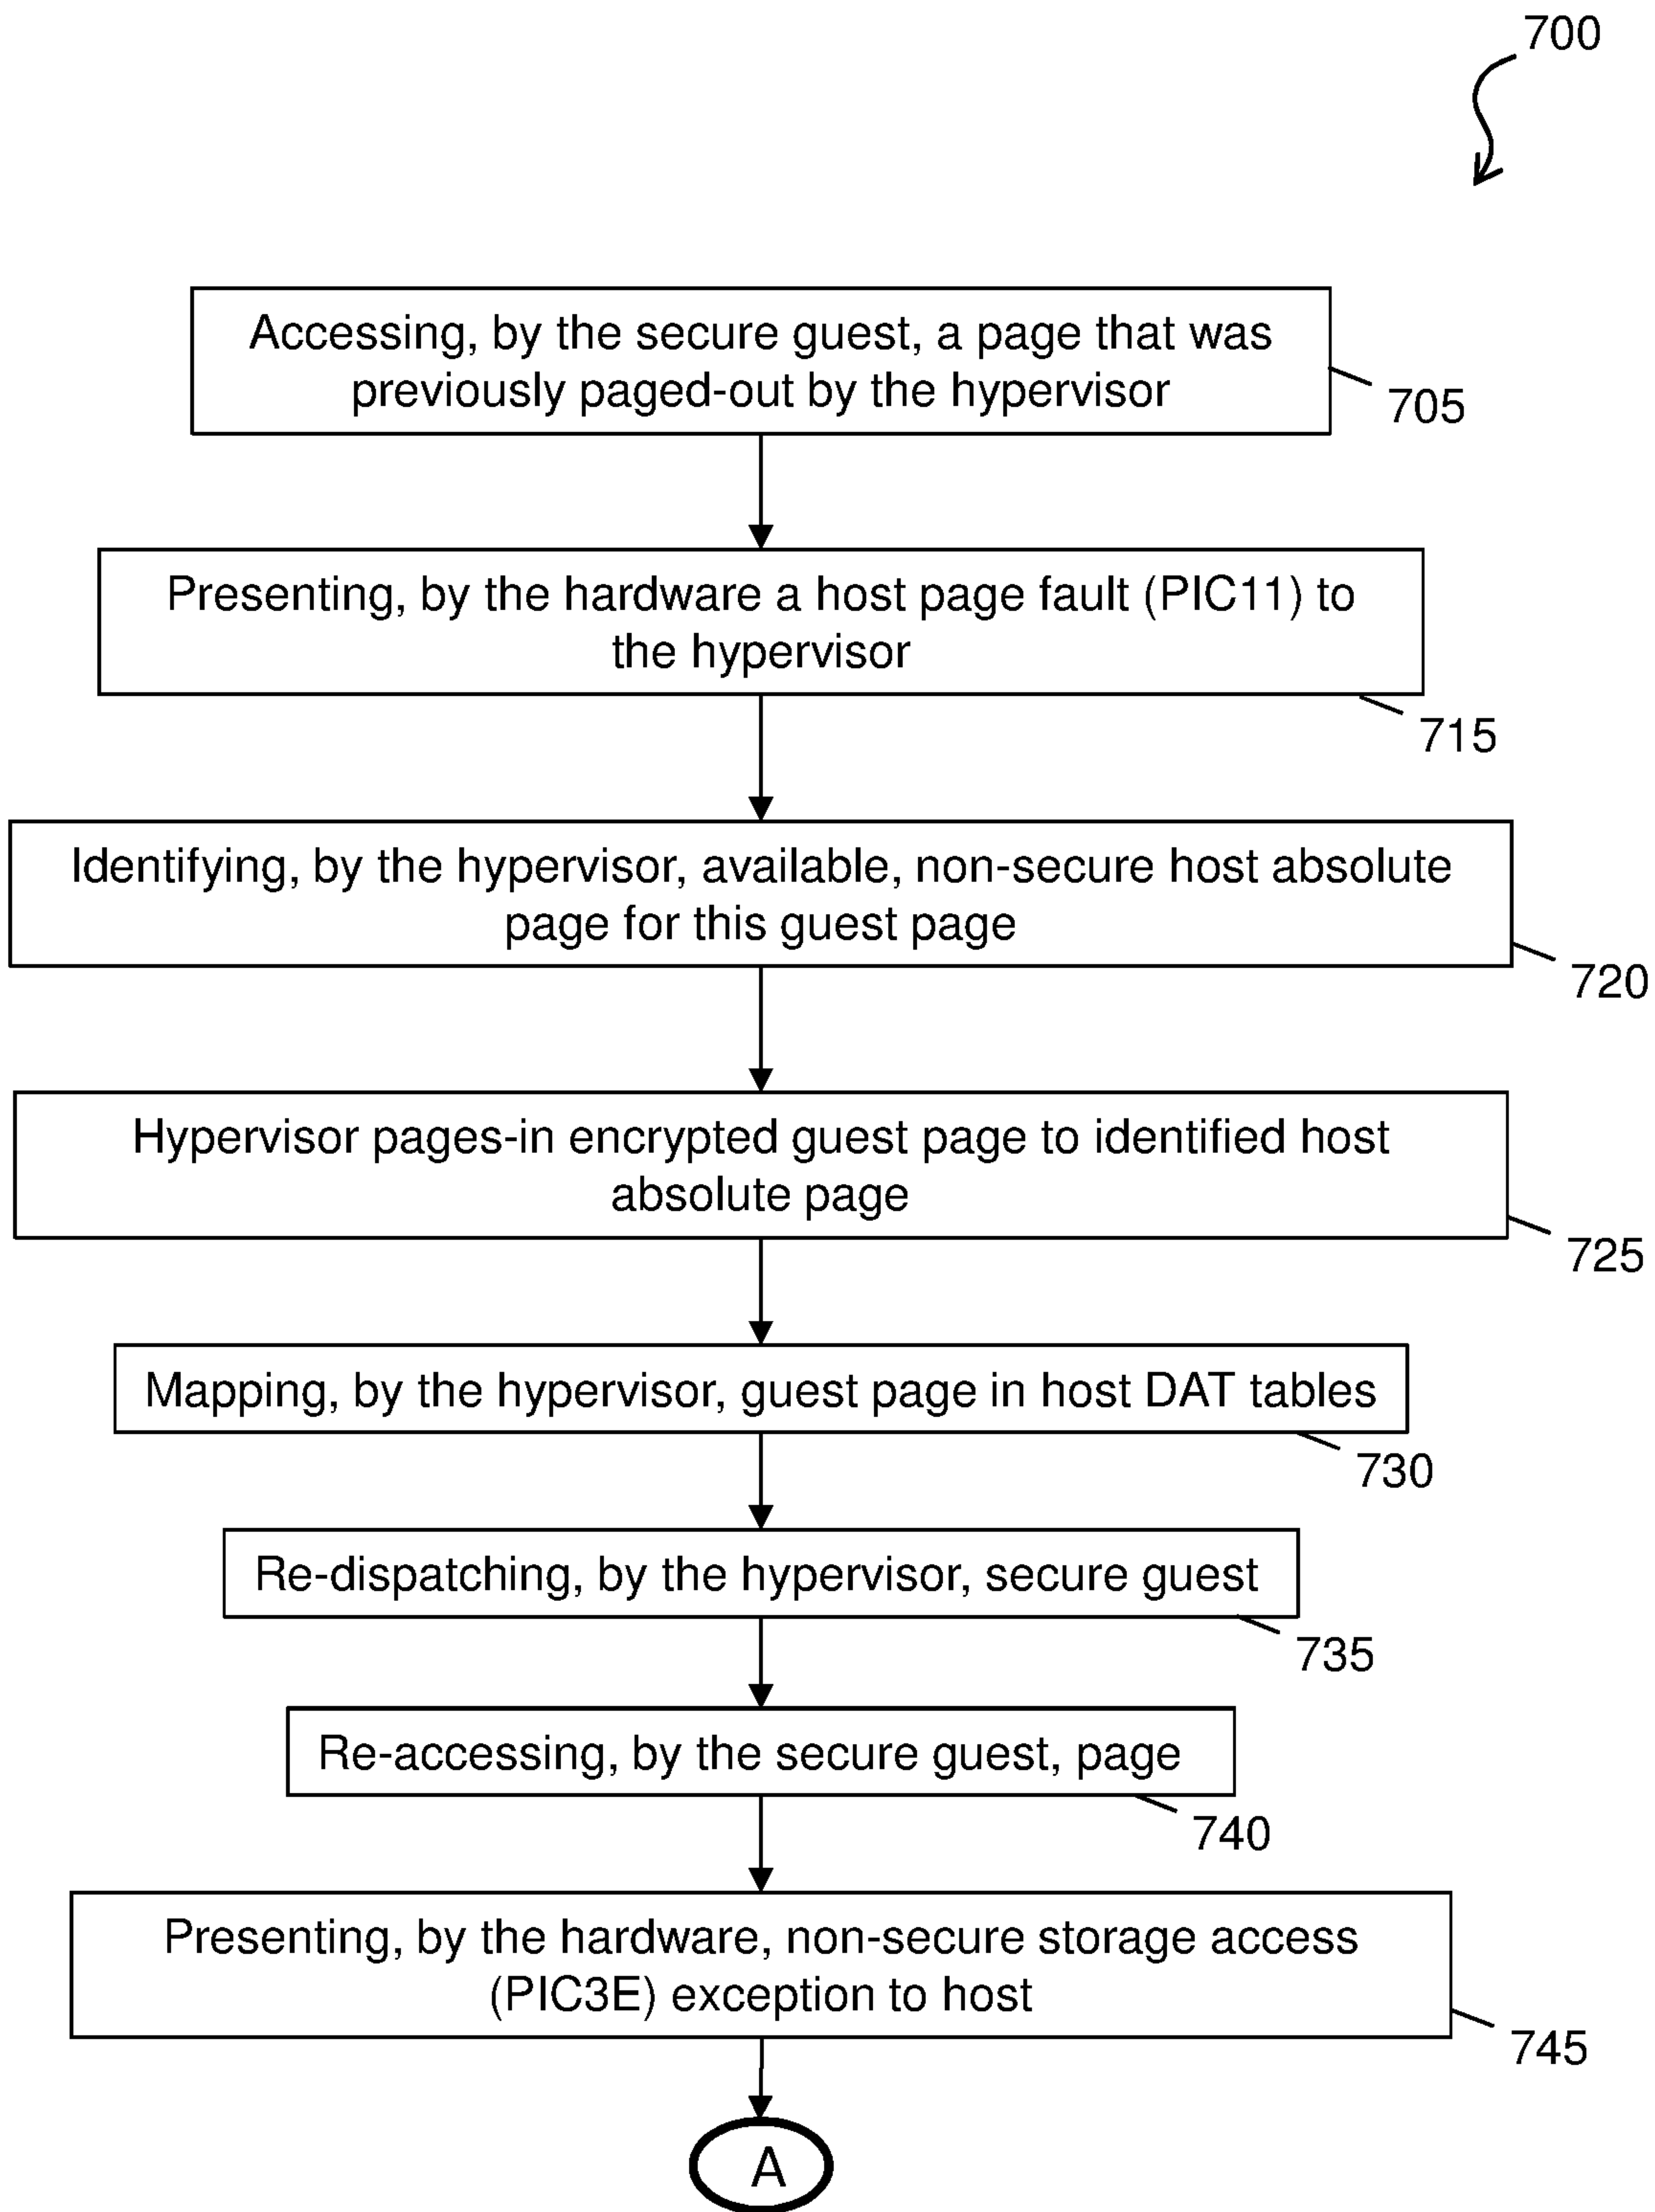 700
Accessing, by the secure guest, a page that was
previously paged-out by the hypervisor
705
Presenting, by the hardware a host page fault (PIC11) to
the hypervisor
715
Identifying, by the hypervisor, available, non-secure host absolute
page for this guest page
720
Hypervisor pages-in encrypted guest page to identified host
absolute page
725
Mapping, by the hypervisor, guest page in host DAT tables
730
Re-dispatching, by the hypervisor, secure guest
735
Re-accessing, by the secure guest, page
740
Presenting, by the hardware, non-secure storage access
(PIC3E) exception to host
745
A